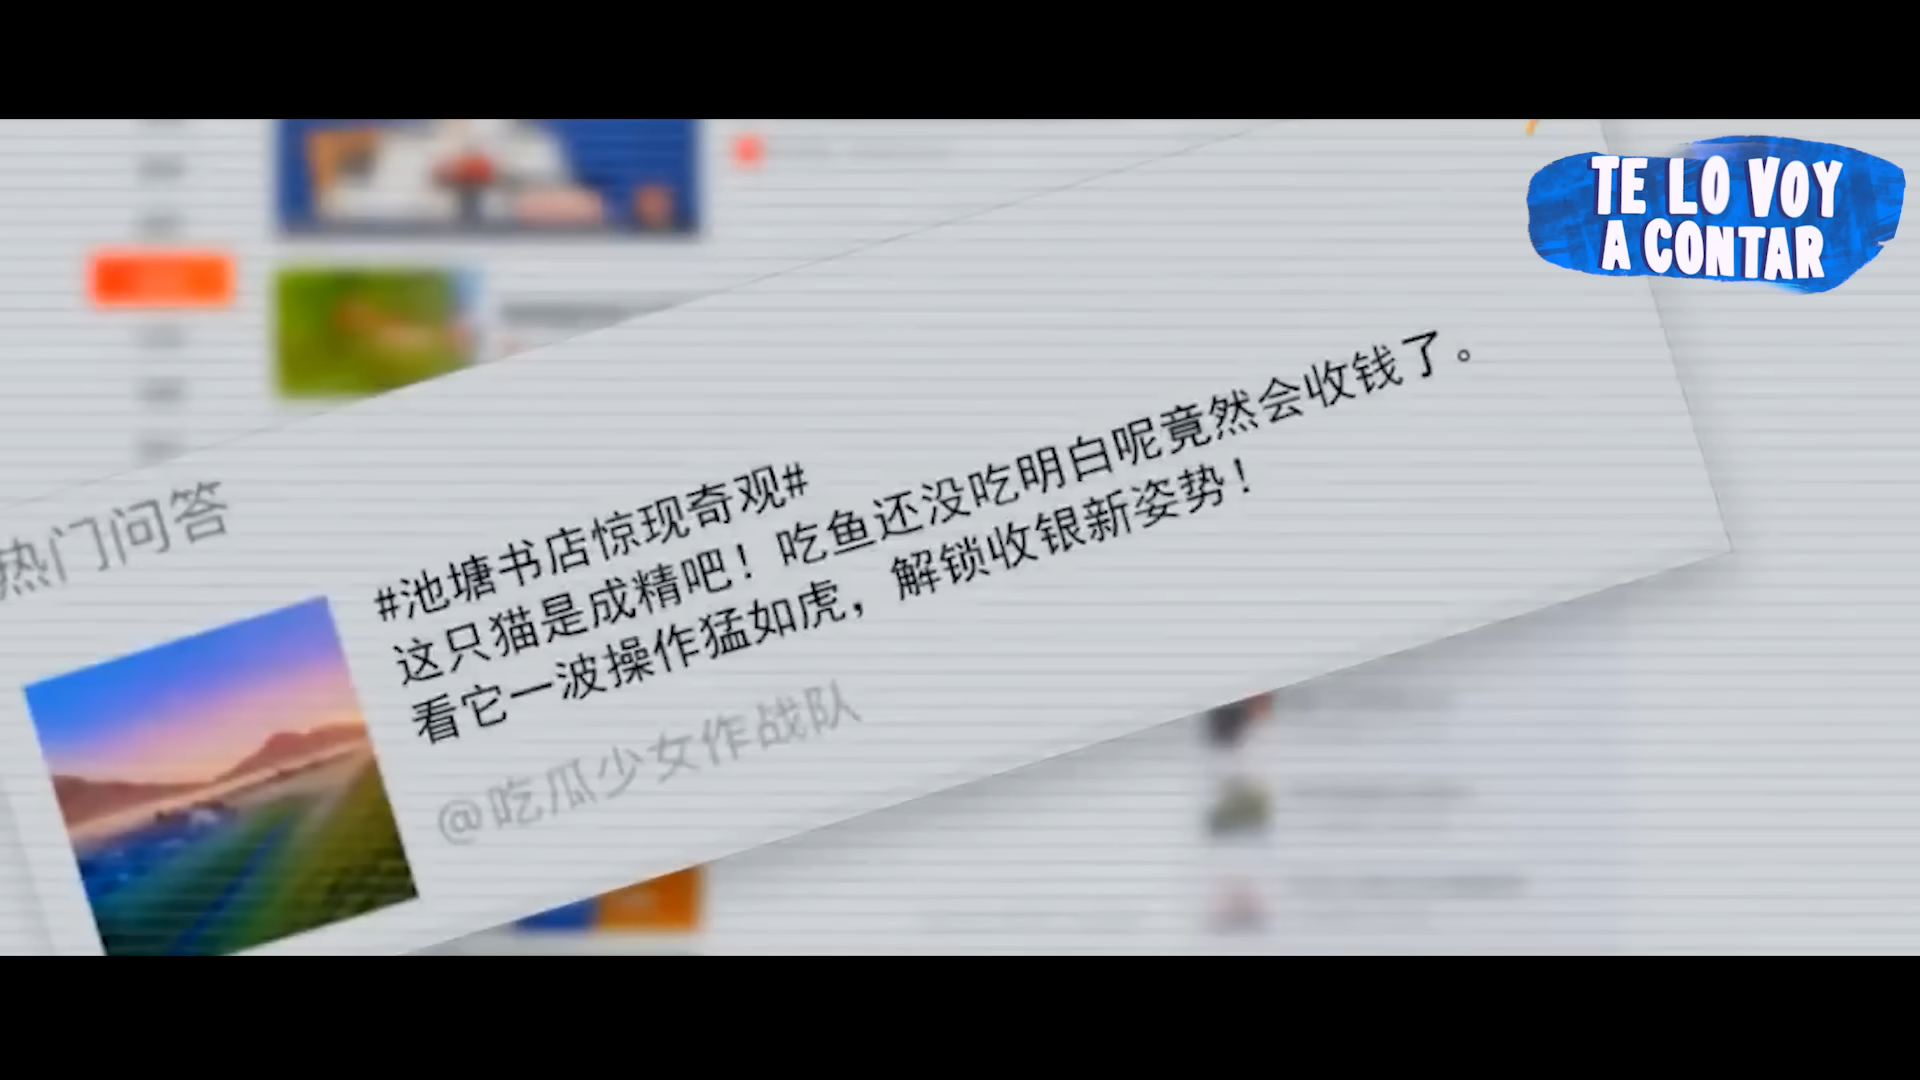 TE LO VOY
A CONTAR
热门问答
#池塘书店惊现奇观#
这只猫是成精吧！吃鱼还没吃明白呢竟然会收钱了。
看它一波操作猛如虎，解锁收银新姿势！
@吃瓜少女作战队